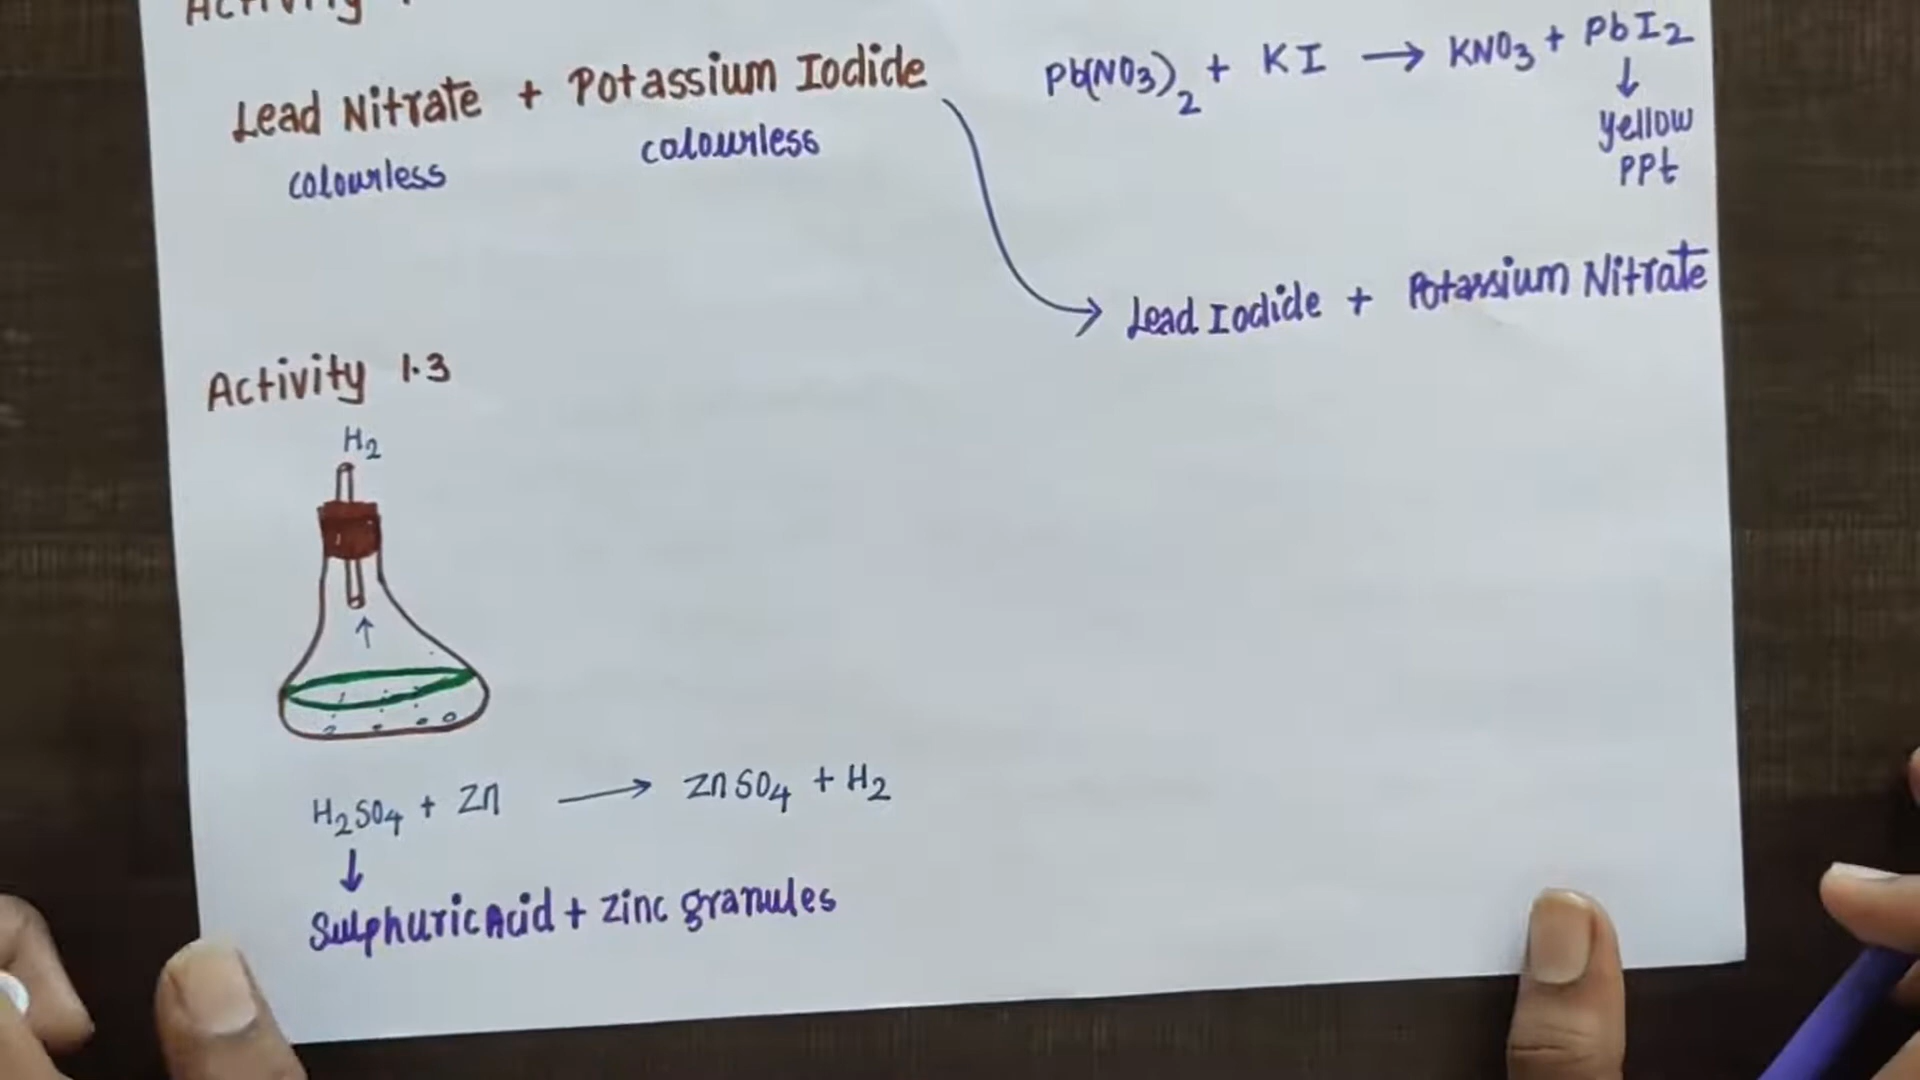 Activity
Lead Nitrate + Potassium Iodide
colourless colourless
Pb(NO3)2 + KI → KNO3 + PbI2
↓
yellow
PPt
Lead Iodide + Potassium Nitrate
Activity 1.3
H2
↑
H2SO4 + Zn → ZnSO4 + H2
↓
Sulphuric Acid + Zinc granules